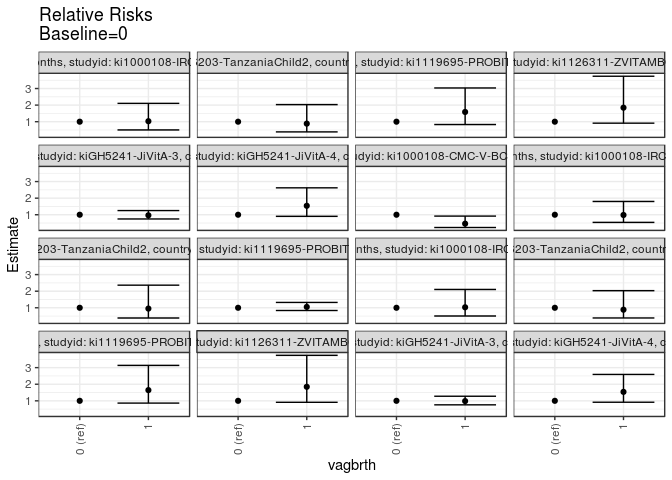 Relative Risks
Baseline=0
onths, studyid: ki1000108-IRC
203-TanzaniaChild2, countr
, studyid: ki1119695-PROBIT
tudyid: ki1126311-ZVITAMB
studyid: kiGH5241-JiVitA-3, c
studyid: kiGH5241-JiVitA-4, c
udyid: ki1000108-CMC-V-BC
nths, studyid: ki1000108-IRC
203-TanzaniaChild2, country
studyid: ki1119695-PROBIT
nths, studyid: ki1000108-IRC
203-TanzaniaChild2, countr
, studyid: ki1119695-PROBIT
tudyid: ki1126311-ZVITAMB
studyid: kiGH5241-JiVitA-3, c
studyid: kiGH5241-JiVitA-4, c
Estimate
3
2
1
3
2
1
3
2
1
3
2
1
0 (ref)
1
0 (ref)
1
0 (ref)
1
0 (ref)
1
vagbrth